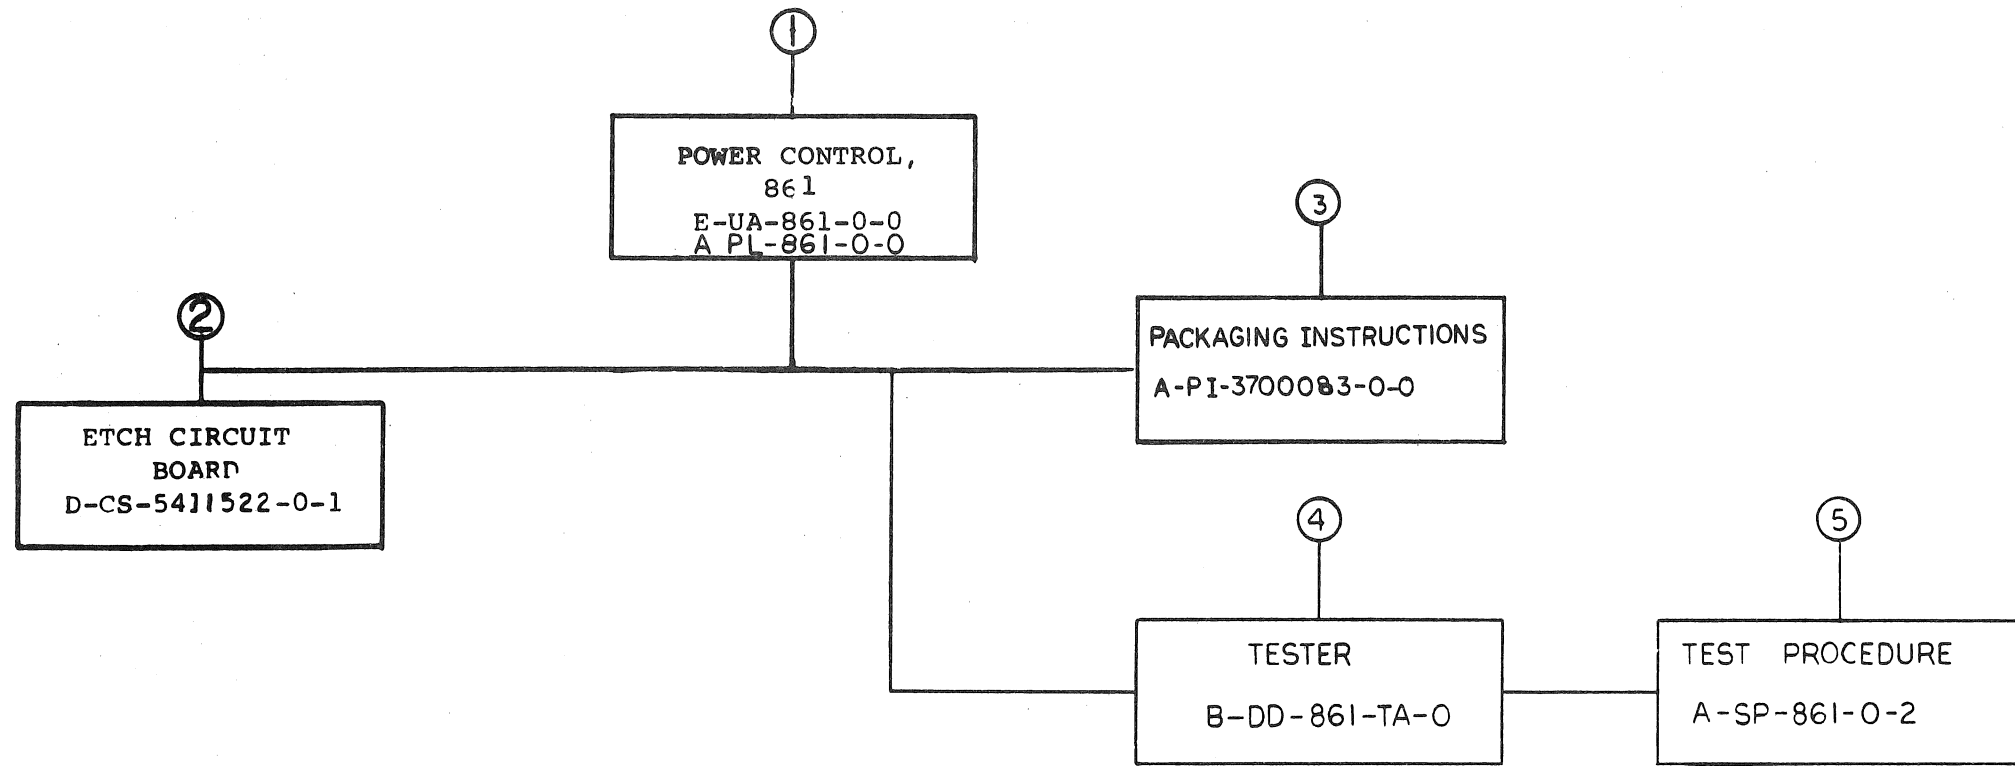 1
POWER CONTROL,
861
E-UA-861-0-0
A PL-861-0-0
3
2
PACKAGING INSTRUCTIONS
A-PI-3700083-0-0
ETCH CIRCUIT
BOARD
D-CS-5411522-0-1
4
5
TESTER
B-DD-861-TA-0
TEST PROCEDURE
A-SP-861-0-2